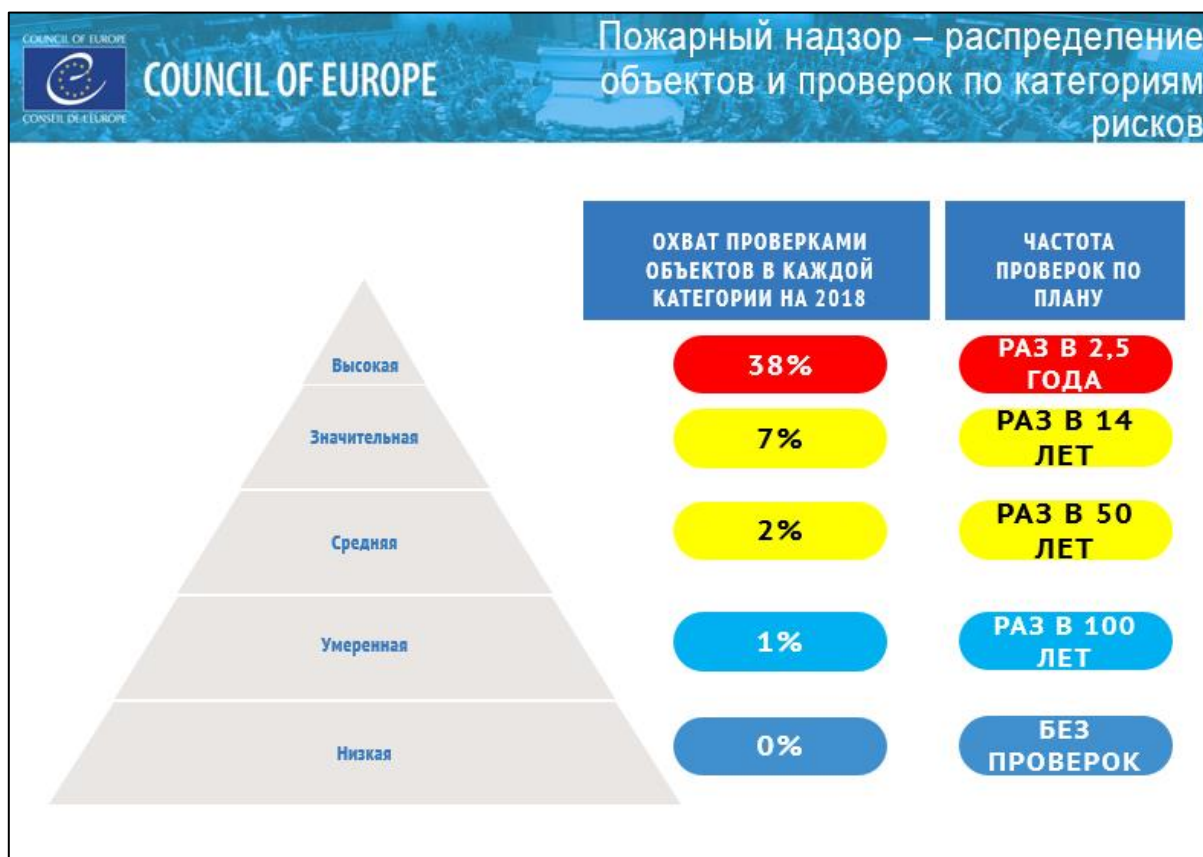 COUNCIL OF EUROPE
CONSEIL DE L'EUROPE
COUNCIL OF EUROPE
Пожарный надзор – распределение
объектов и проверок по категориям
рисков
ОХВАТ ПРОВЕРКАМИ
ОБЪЕКТОВ В КАЖДОЙ
КАТЕГОРИИ НА 2018
ЧАСТОТА
ПРОВЕРОК ПО
ПЛАНУ
Высокая
38%
РАЗ В 2,5
ГОДА
Значительная
7%
РАЗ В 14
ЛЕТ
Средняя
2%
РАЗ В 50
ЛЕТ
Умеренная
1%
РАЗ В 100
ЛЕТ
Низкая
0%
БЕЗ
ПРОВЕРОК